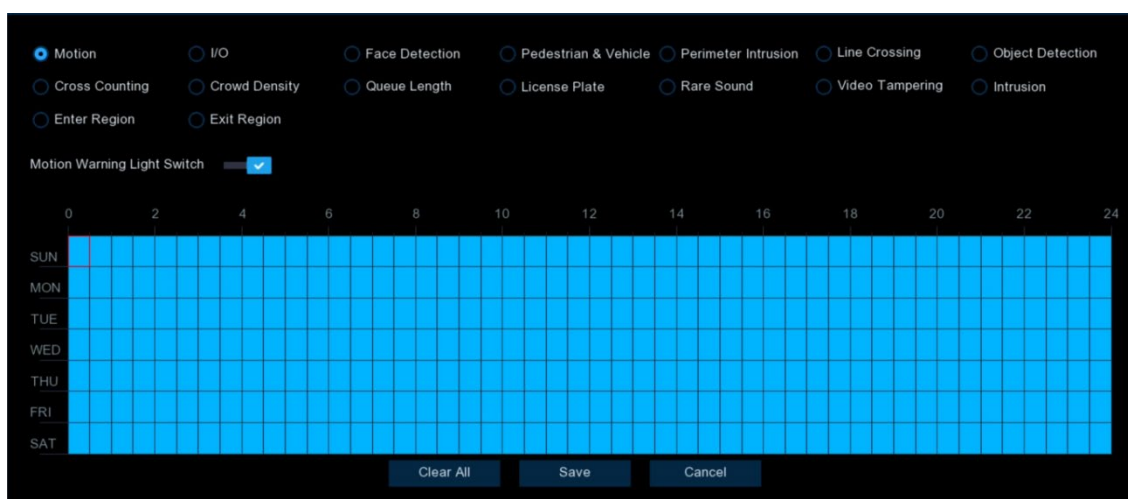 Motion I/O Face Detection Pedestrian & Vehicle Perimeter Intrusion Line Crossing Object Detection
Cross Counting Crowd Density Queue Length License Plate Rare Sound Video Tampering Intrusion
Enter Region Exit Region
Motion Warning Light Switch
0 2 4 6 8 10 12 14 16 18 20 22 24
SUN
MON
TUE
WED
THU
FRI
SAT
Clear All Save Cancel